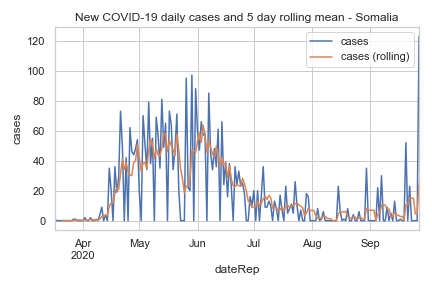 New COVID-19 daily cases and 5 day rolling mean - Somalia
cases
cases (rolling)
120
100
80
60
40
20
0
cases
Apr
2020
May
Jun
Jul
Aug
Sep
dateRep